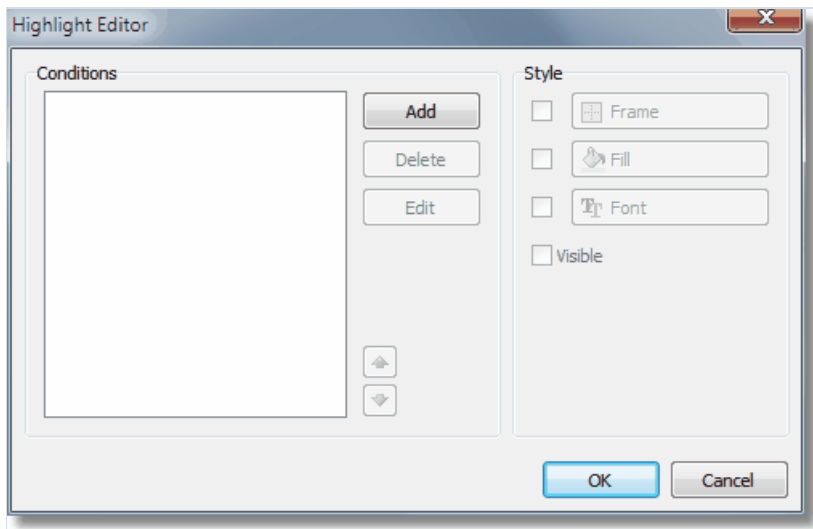 Highlight Editor
Conditions
Add
Delete
Edit
Style
Frame
Fill
Font
Visible
OK
Cancel